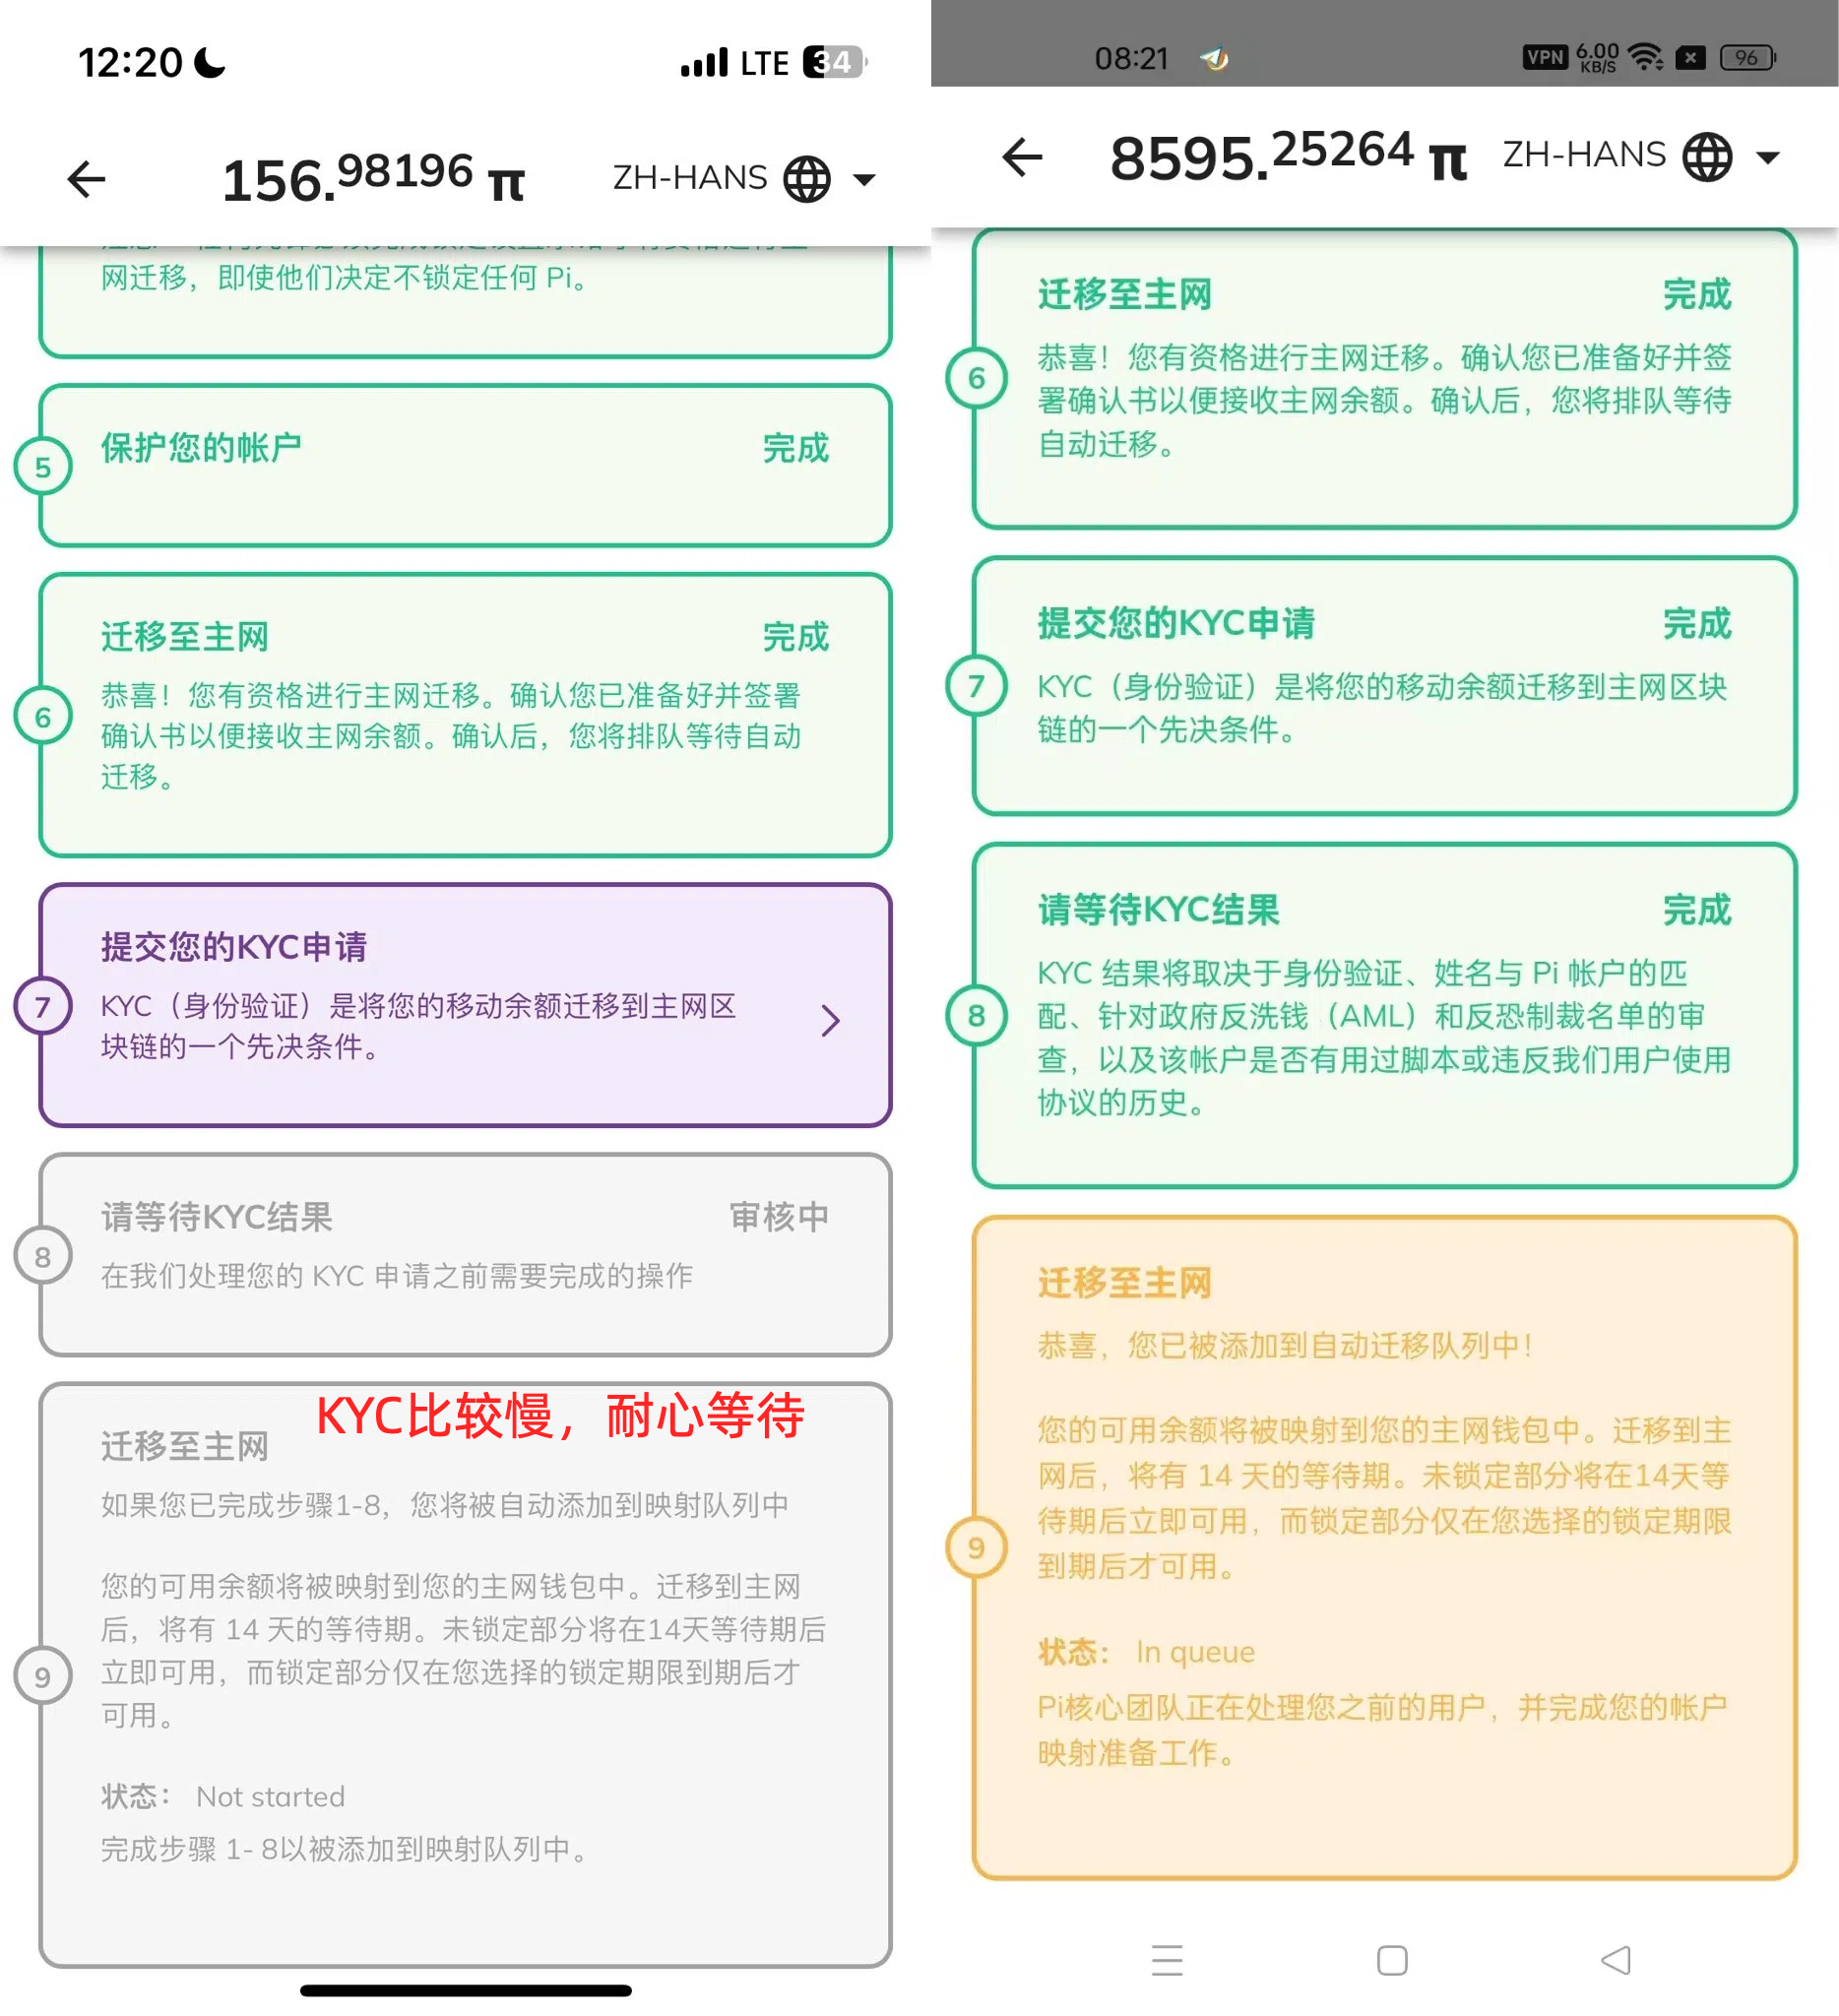 12:20
LTE
34
156.98196 π
ZH-HANS
网迁移，即使他们决定不锁定任何 Pi。
5
保护您的帐户
完成
6
迁移至主网
完成
恭喜！您有资格进行主网迁移。确认您已准备好并签署
确认书以便接收主网余额。确认后，您将排队等待自动
迁移。
7
提交您的KYC申请
KYC（身份验证）是将您的移动余额迁移到主网区
块链的一个先决条件。
8
请等待KYC结果
审核中
在我们处理您的 KYC 申请之前需要完成的操作
KYC比较慢，耐心等待
9
迁移至主网
如果您已完成步骤1-8，您将被自动添加到映射队列中
您的可用余额将被映射到您的主网钱包中。迁移到主网
后，将有 14 天的等待期。未锁定部分将在14天等待期后
立即可用，而锁定部分仅在您选择的锁定期限到期后才
可用。
状态： Not started
完成步骤 1- 8以被添加到映射队列中。
08:21
VPN
6.00
KB/S
96
8595.25264 π
ZH-HANS
6
迁移至主网
完成
恭喜！您有资格进行主网迁移。确认您已准备好并签
署确认书以便接收主网余额。确认后，您将排队等待
自动迁移。
7
提交您的KYC申请
完成
KYC（身份验证）是将您的移动余额迁移到主网区块
链的一个先决条件。
8
请等待KYC结果
完成
KYC 结果将取决于身份验证、姓名与 Pi 帐户的匹
配、针对政府反洗钱（AML）和反恐制裁名单的审
查，以及该帐户是否有用过脚本或违反我们用户使用
协议的历史。
9
迁移至主网
恭喜，您已被添加到自动迁移队列中！
您的可用余额将被映射到您的主网钱包中。迁移到主
网后，将有 14 天的等待期。未锁定部分将在14天等
待期后立即可用，而锁定部分仅在您选择的锁定期限
到期后才可用。
状态： In queue
Pi核心团队正在处理您之前的用户，并完成您的帐户
映射准备工作。